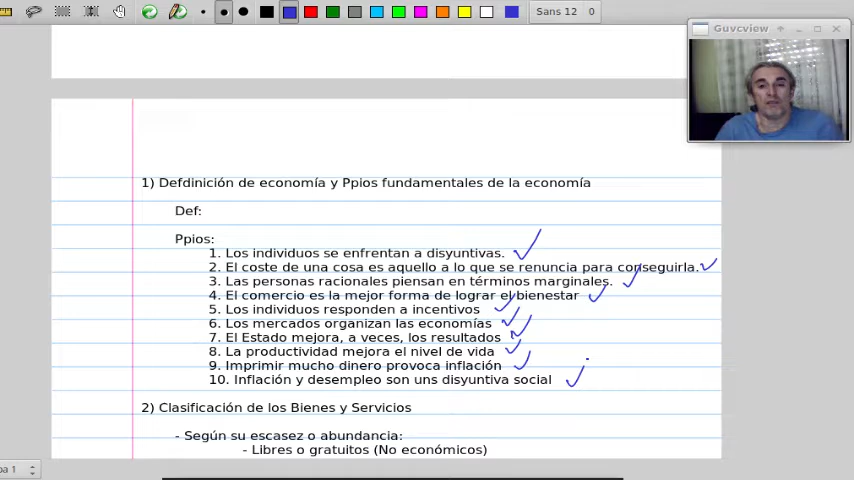 Sans 12 0
Guvcview
1) Defdinición de economía y Ppios fundamentales de la economía
Def:
Ppios:
1. Los individuos se enfrentan a disyuntivas.
2. El coste de una cosa es aquello a lo que se renuncia para conseguirla.
3. Las personas racionales piensan en términos marginales.
4. El comercio es la mejor forma de lograr el bienestar
5. Los individuos responden a incentivos
6. Los mercados organizan las economías
7. El Estado mejora, a veces, los resultados
8. La productividad mejora el nivel de vida
9. Imprimir mucho dinero provoca inflación
10. Inflación y desempleo son uns disyuntiva social
2) Clasificación de los Bienes y Servicios
- Según su escasez o abundancia:
- Libres o gratuitos (No económicos)
pa 1